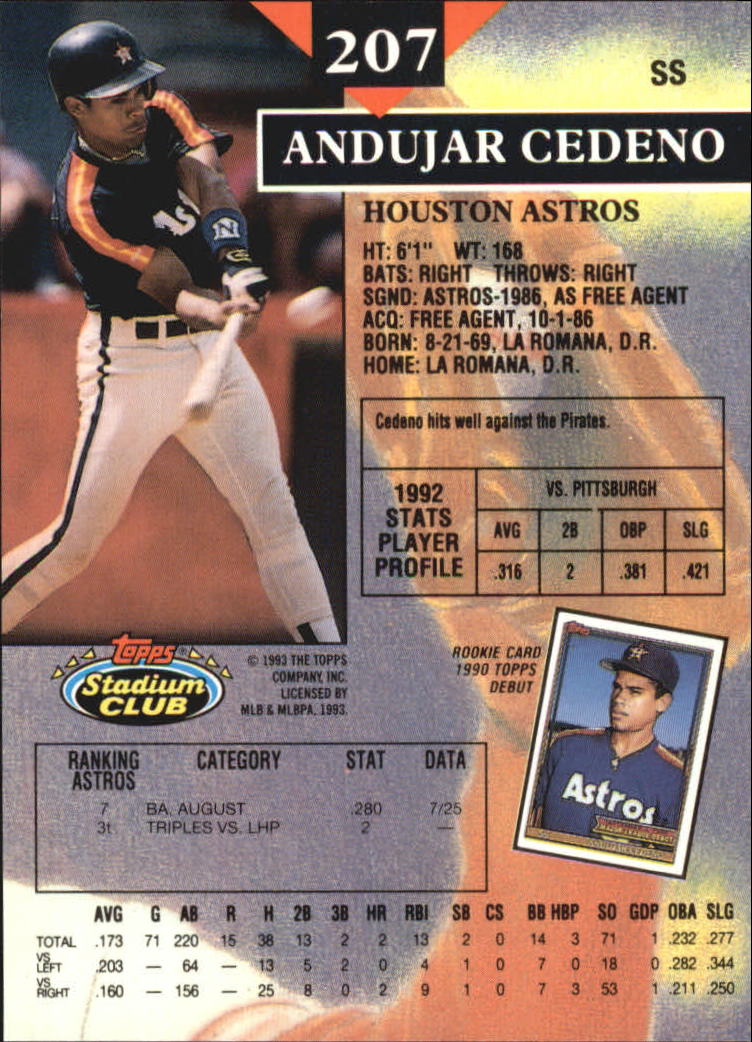 207
SS
ANDUJAR CEDENO
HOUSTON ASTROS
HT: 6'1" WT: 168
BATS: RIGHT THROWS: RIGHT
SGND: ASTROS-1986, AS FREE AGENT
ACQ: FREE AGENT, 10-1-86
BORN: 8-21-69, LA ROMANA, D.R.
HOME: LA ROMANA, D.R.
Cedeno hits well against the Pirates.
1992 STATS PLAYER PROFILE
VS. PITTSBURGH
AVG 2B OBP SLG
.316 2 .381 .421
As
N
Topps®
Stadium
CLUB
© 1993 THE TOPPS
COMPANY, INC.
LICENSED BY
MLB & MLBPA, 1993.
ROOKIE CARD
1990 TOPPS
DEBUT
Topps
Astros
MAJOR LEAGUE DEBUT
ANDUJAR CEDENO
RANKING ASTROS CATEGORY STAT DATA
7 BA, AUGUST .280 7/25
3t TRIPLES VS. LHP 2 —
AVG G AB R H 2B 3B HR RBI SB CS BB HBP SO GDP OBA SLG
TOTAL .173 71 220 15 38 13 2 2 13 2 0 14 3 71 1 .232 .277
VS LEFT .203 — 64 — 13 5 2 0 4 1 0 7 0 18 0 .282 .344
VS RIGHT .160 — 156 — 25 8 0 2 9 1 0 7 3 53 1 .211 .250